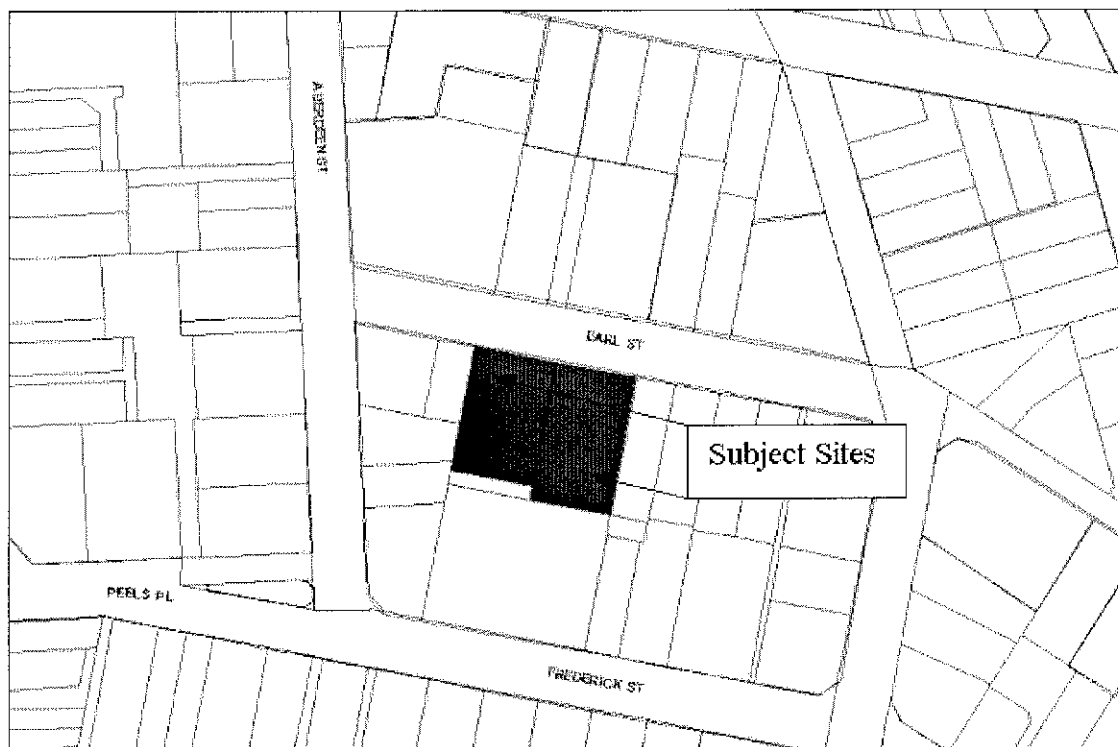 ABERDEEN ST
EARL ST
Subject Sites
PEELS PL
FREDERICK ST